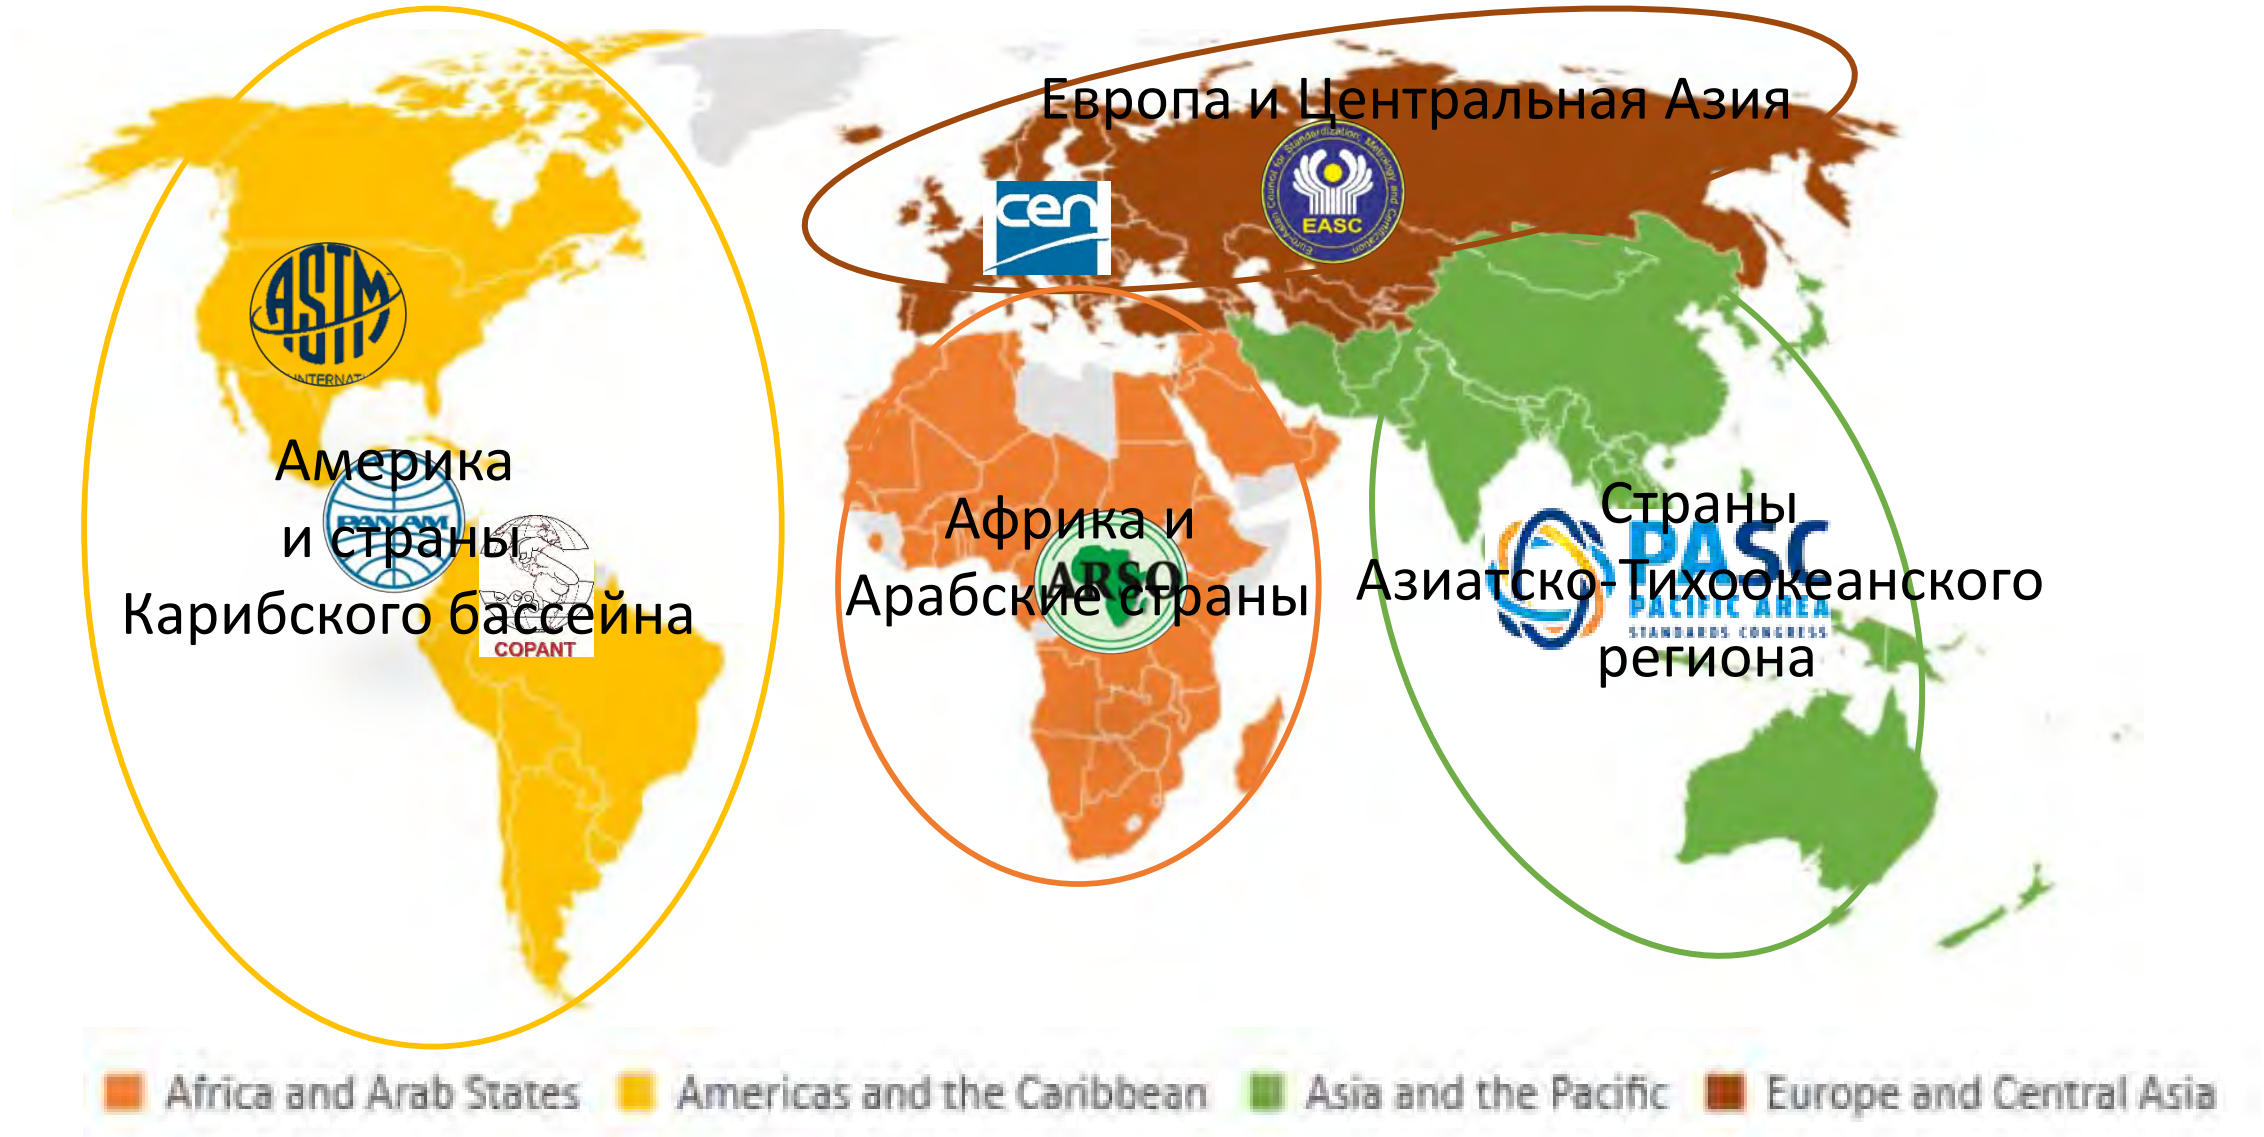 Европа и Центральная Азия
Euro-Asian Council for Standardization, Metrology and Certification
EASC
cen
ASTM
INTERNAT
Америка
и страны
Карибского бассейна
PAN AM
COPANT
Африка и
Арабские страны
ARSO
Страны
Азиатско-Тихоокеанского
региона
PASC
PACIFIC AREA
STANDARDS CONGRESS
Africa and Arab States
Americas and the Caribbean
Asia and the Pacific
Europe and Central Asia